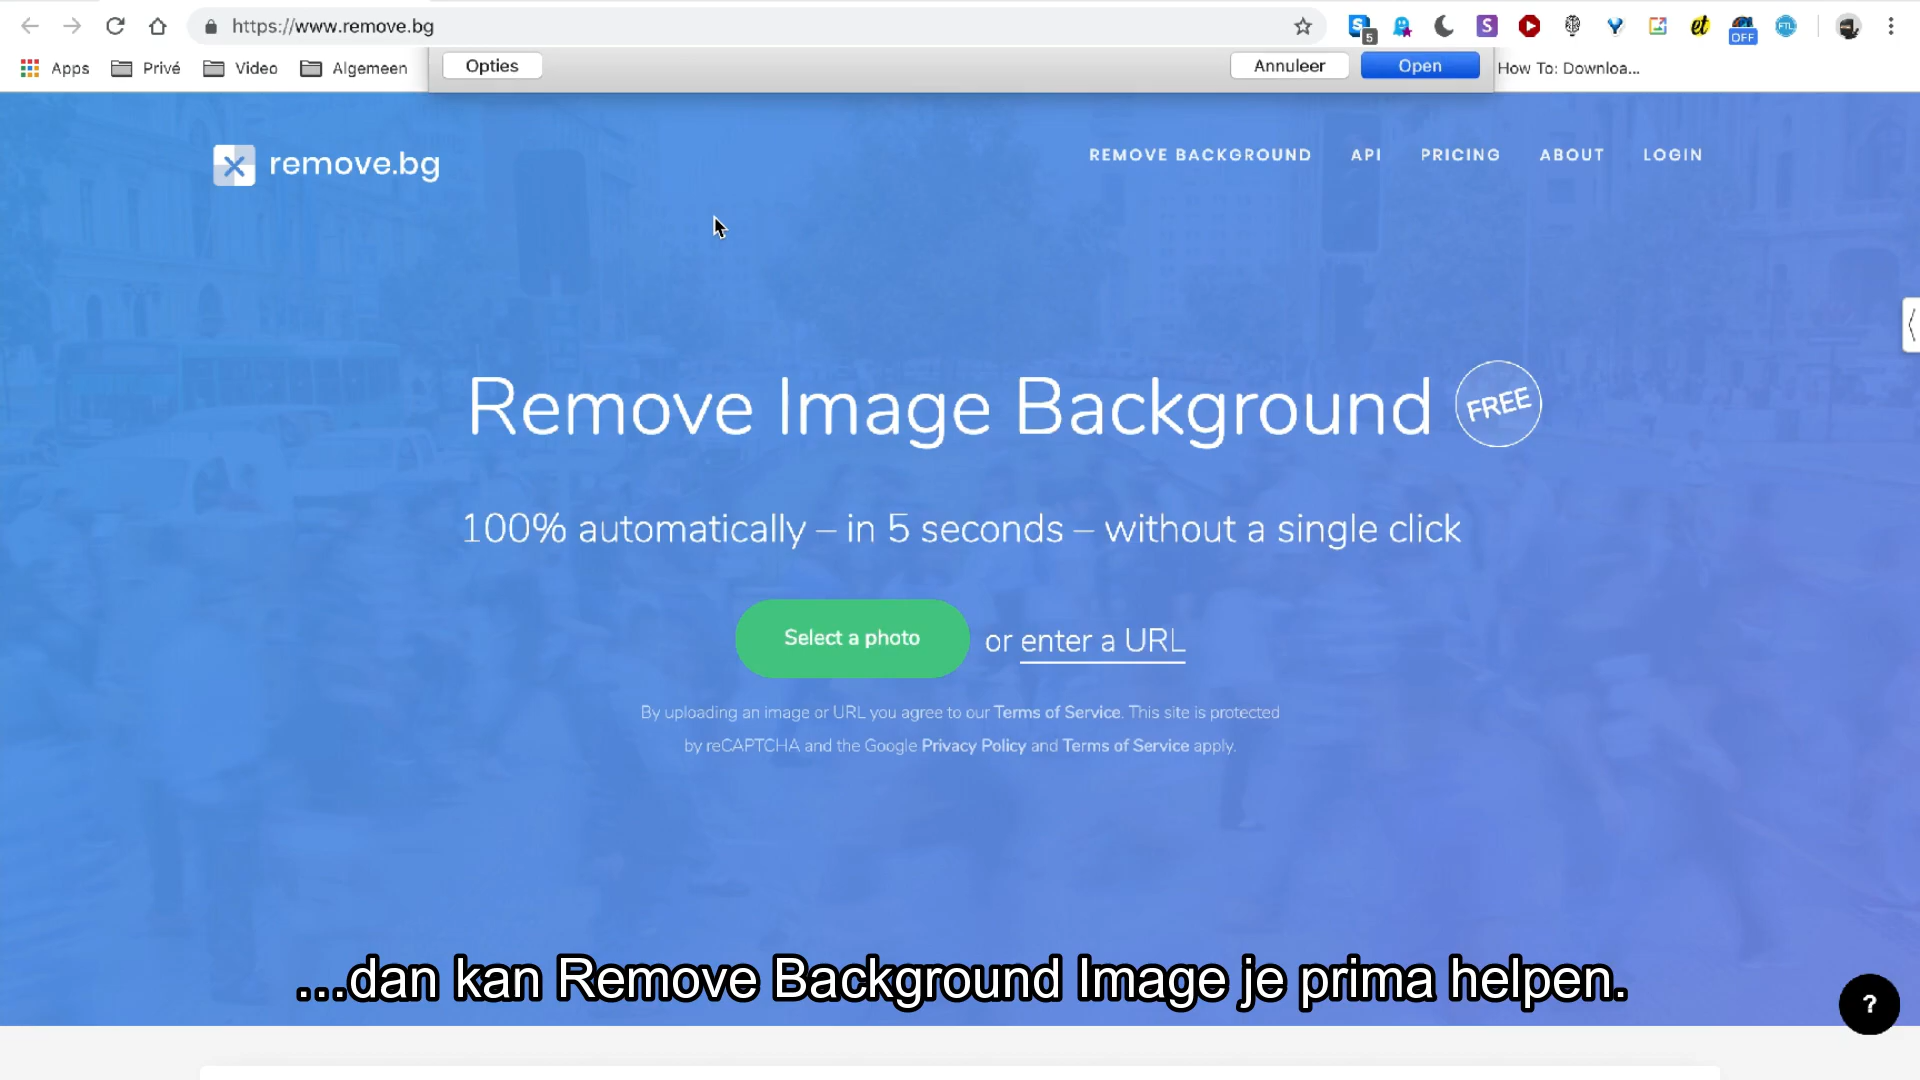 https://www.remove.bg
5
S
et
OFF
FTL
Apps
Privé
Video
Algemeen
Opties
Annuleer
Open
How To: Downloa...
remove.bg
REMOVE BACKGROUND
API
PRICING
ABOUT
LOGIN
Remove Image Background
FREE
100% automatically – in 5 seconds – without a single click
Select a photo
or enter a URL
By uploading an image or URL you agree to our Terms of Service. This site is protected
by reCAPTCHA and the Google Privacy Policy and Terms of Service apply.
...dan kan Remove Background Image je prima helpen.
?